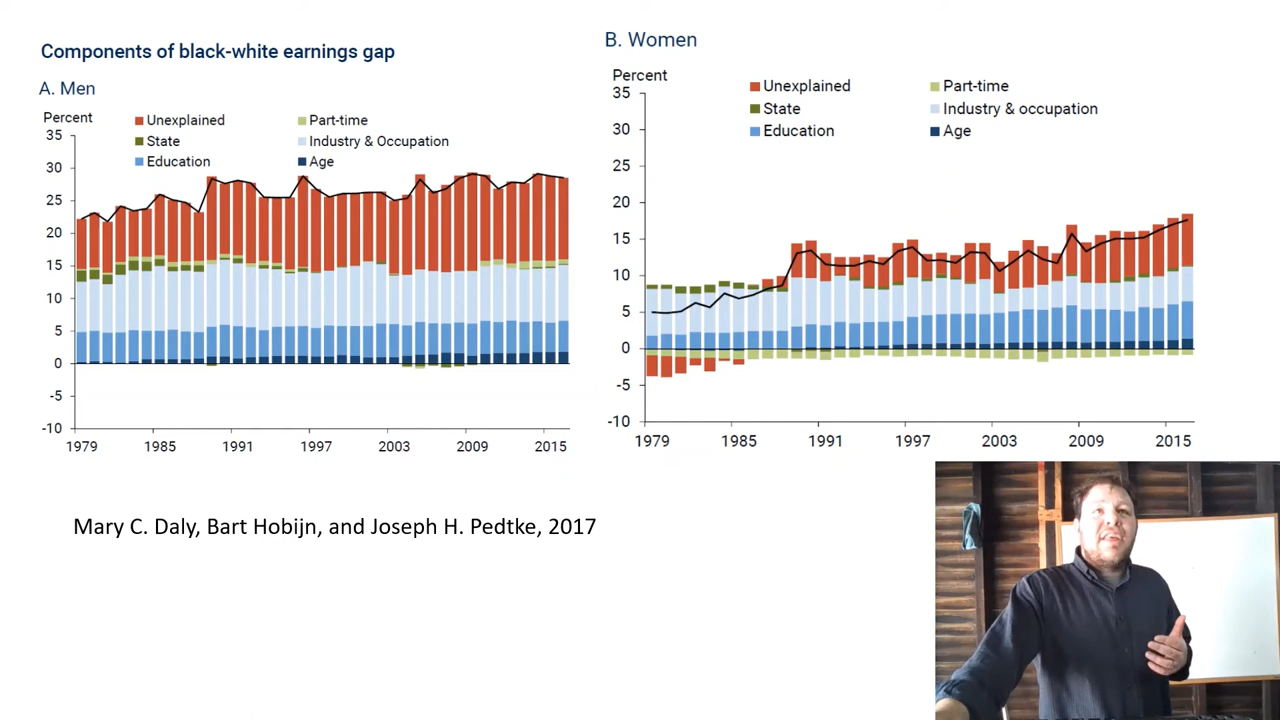 Components of black-white earnings gap
A. Men
Percent
Unexplained
Part-time
State
Industry & Occupation
Education
Age
35
30
25
20
15
10
5
0
-5
-10
1979
1985
1991
1997
2003
2009
2015
B. Women
Percent
Unexplained
Part-time
State
Industry & occupation
Education
Age
35
30
25
20
15
10
5
0
-5
-10
1979
1985
1991
1997
2003
2009
2015
Mary C. Daly, Bart Hobijn, and Joseph H. Pedtke, 2017